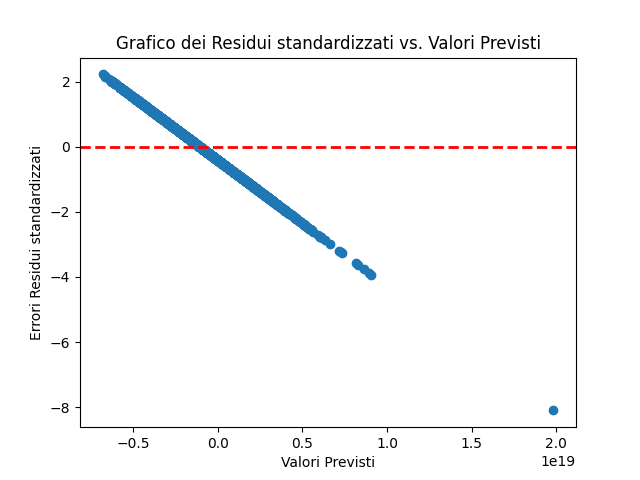 Grafico dei Residui standardizzati vs. Valori Previsti
Errori Residui standardizzati
2
0
−2
−4
−6
−8
−0.5 0.0 0.5 1.0 1.5 2.0
1e19
Valori Previsti